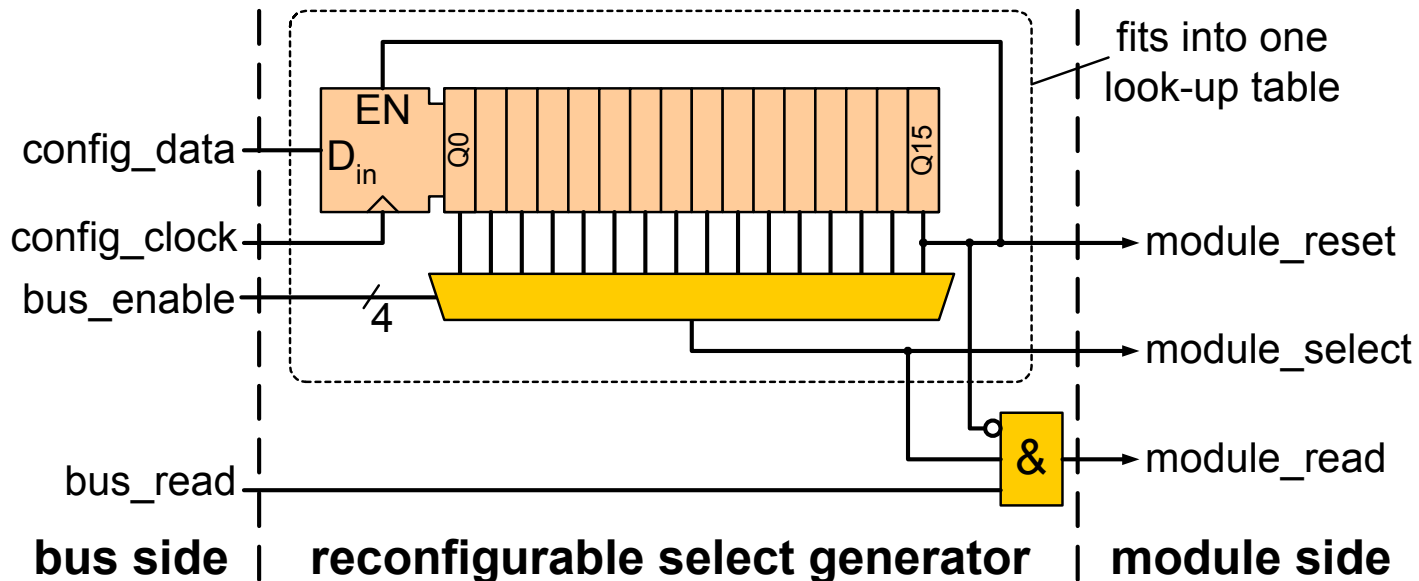 fits into one
look-up table
EN
config_data
Din
Q0
Q15
config_clock
module_reset
bus_enable
4
module_select
&
module_read
bus_read
bus side
reconfigurable select generator
module side